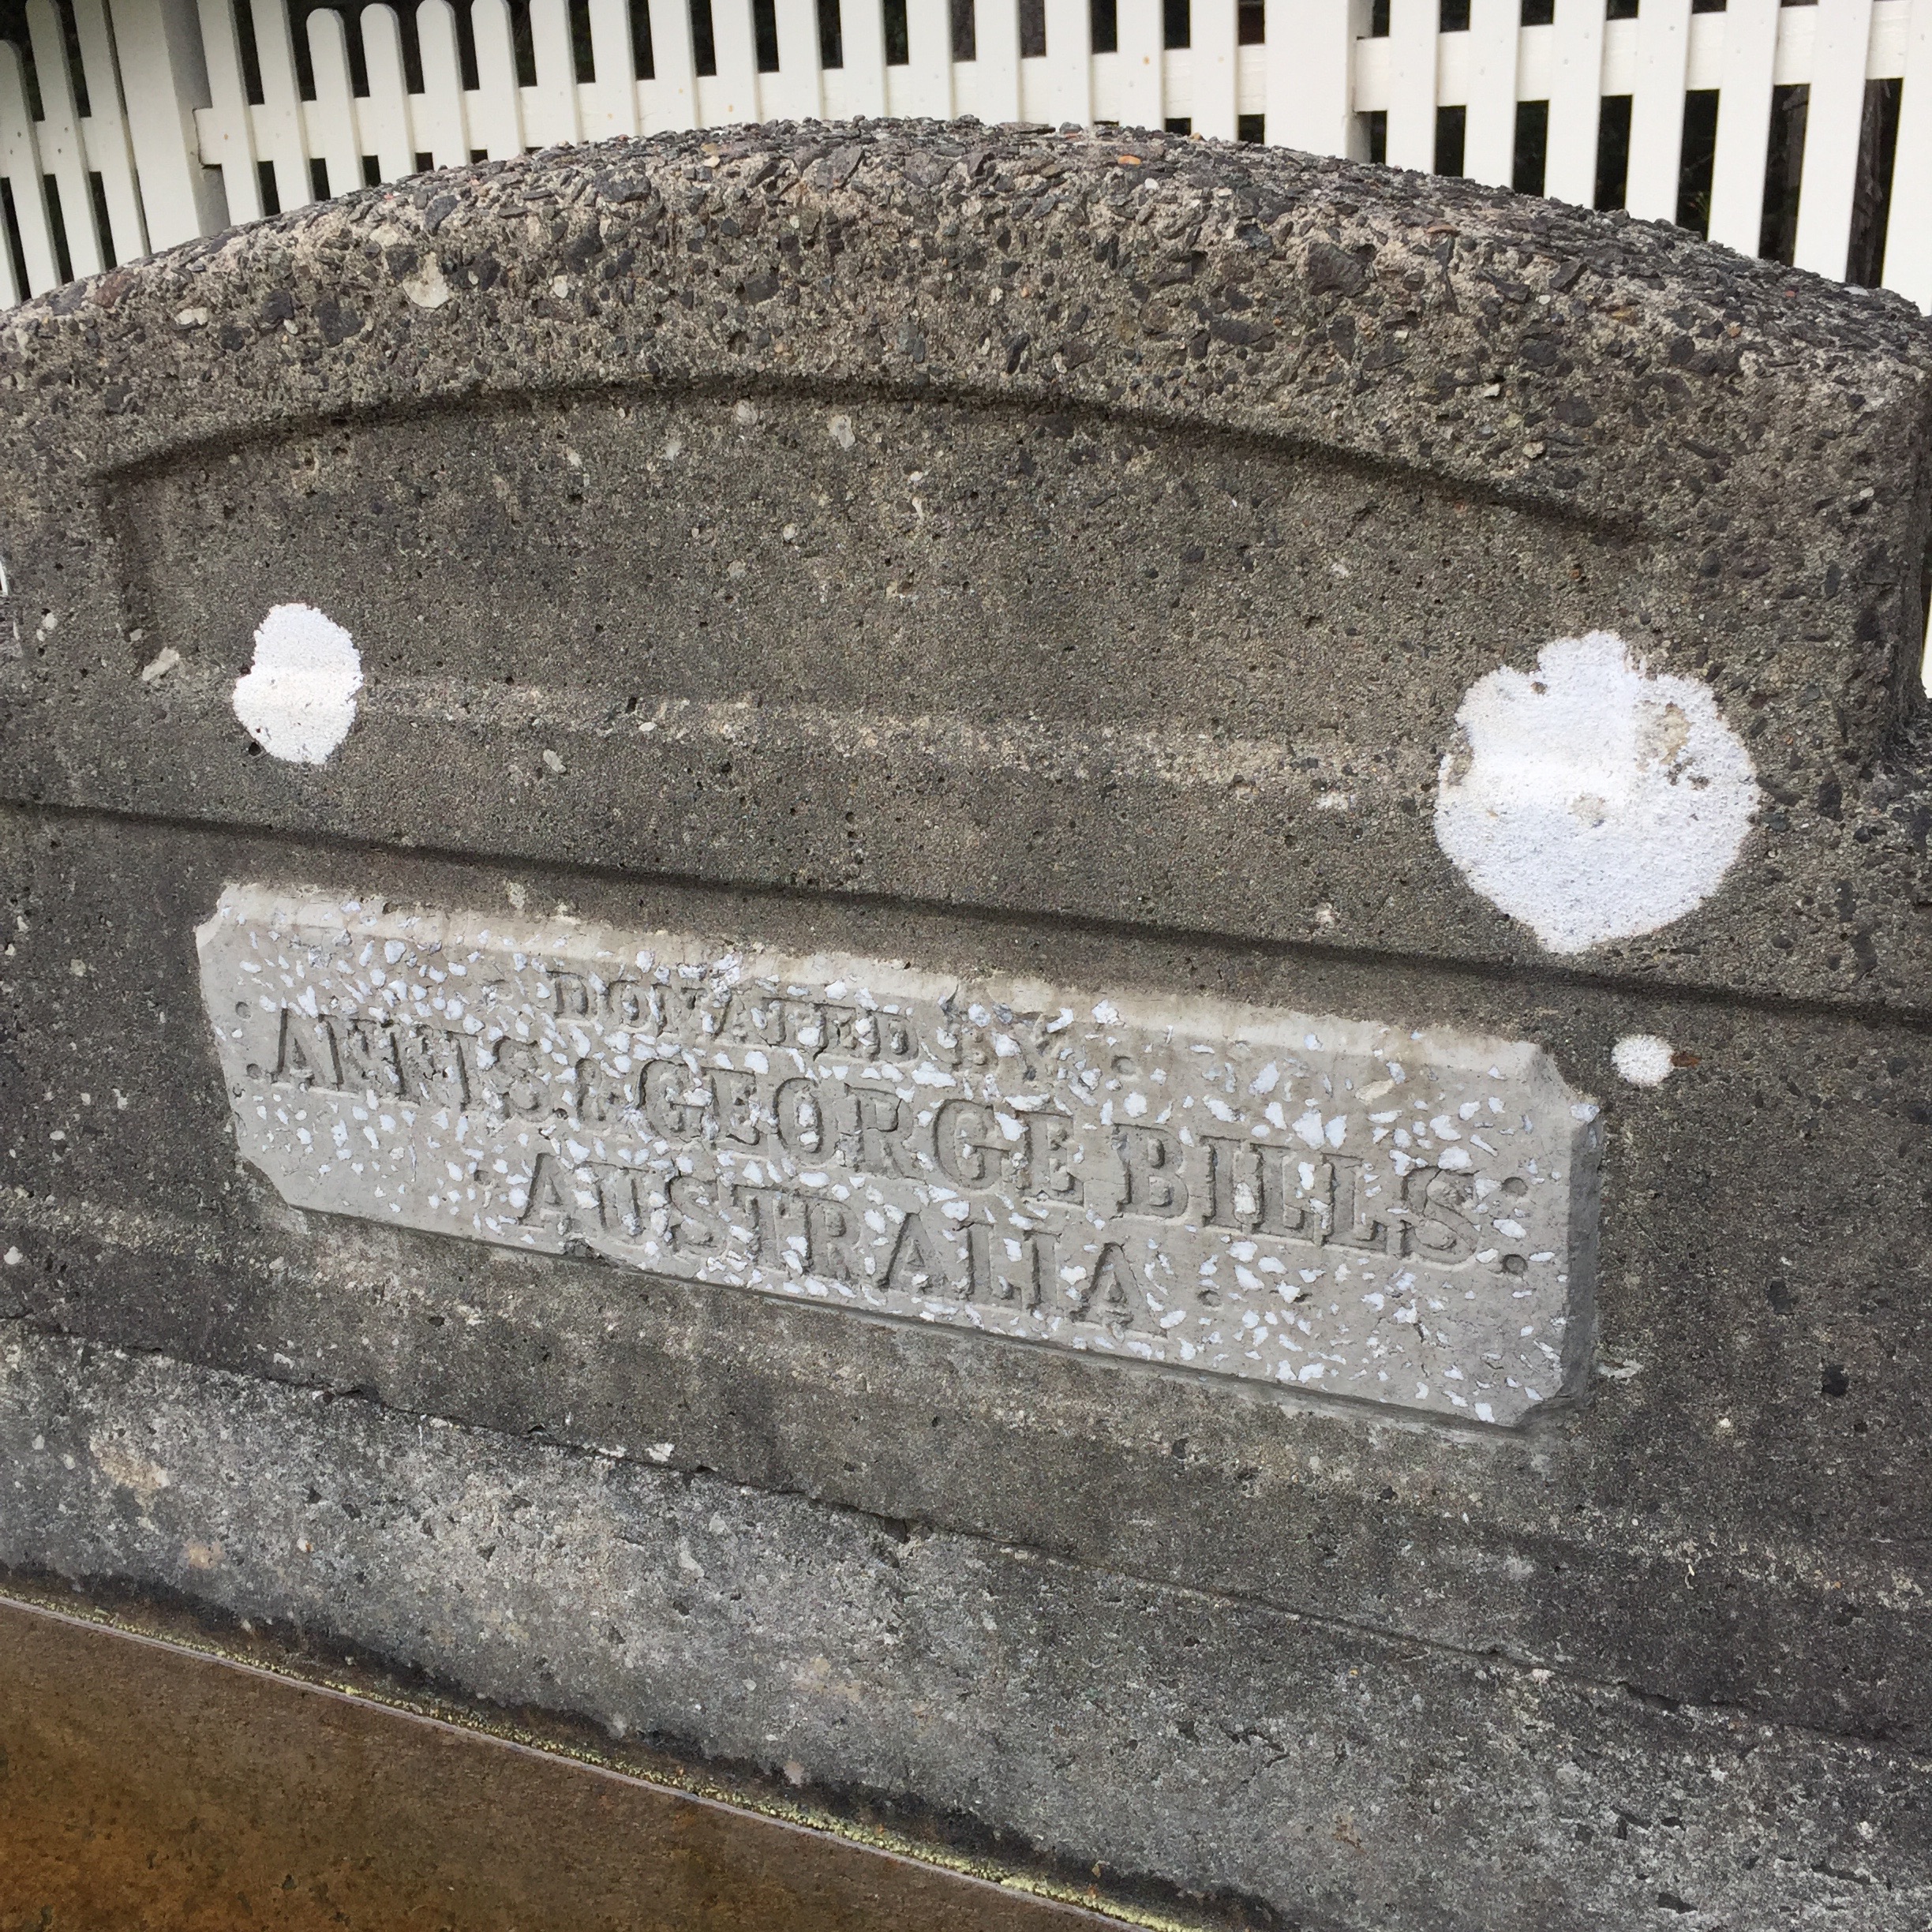 DONATED BY
ANNIS & GEORGE BILLS
AUSTRALIA